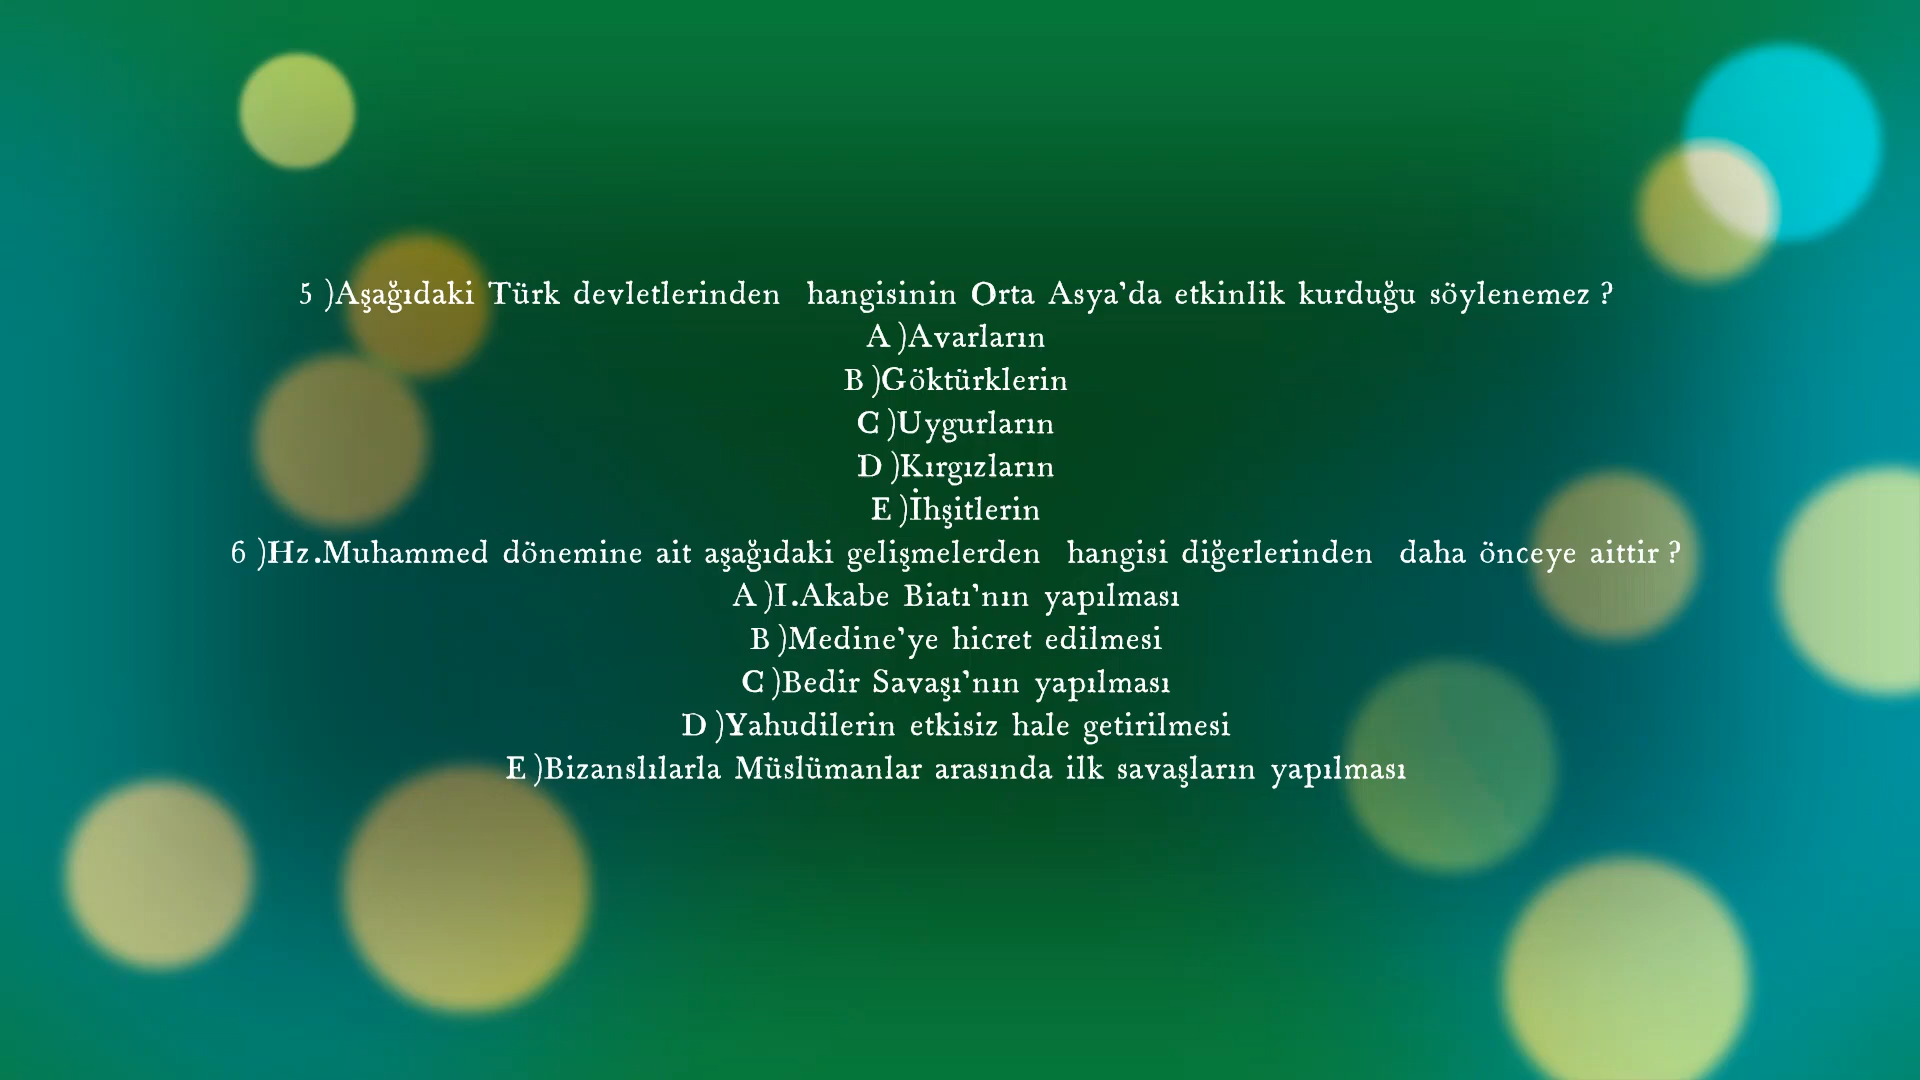 5 )Aşağıdaki Türk devletlerinden hangisinin Orta Asya'da etkinlik kurduğu söylenemez ?
A )Avarların
B )Göktürklerin
C )Uygurların
D )Kırgızların
E )İhşitlerin
6 )Hz.Muhammed dönemine ait aşağıdaki gelişmelerden hangisi diğerlerinden daha önceye aittir ?
A )I.Akabe Biatı'nın yapılması
B )Medine'ye hicret edilmesi
C )Bedir Savaşı'nın yapılması
D )Yahudilerin etkisiz hale getirilmesi
E )Bizanslılarla Müslümanlar arasında ilk savaşların yapılması